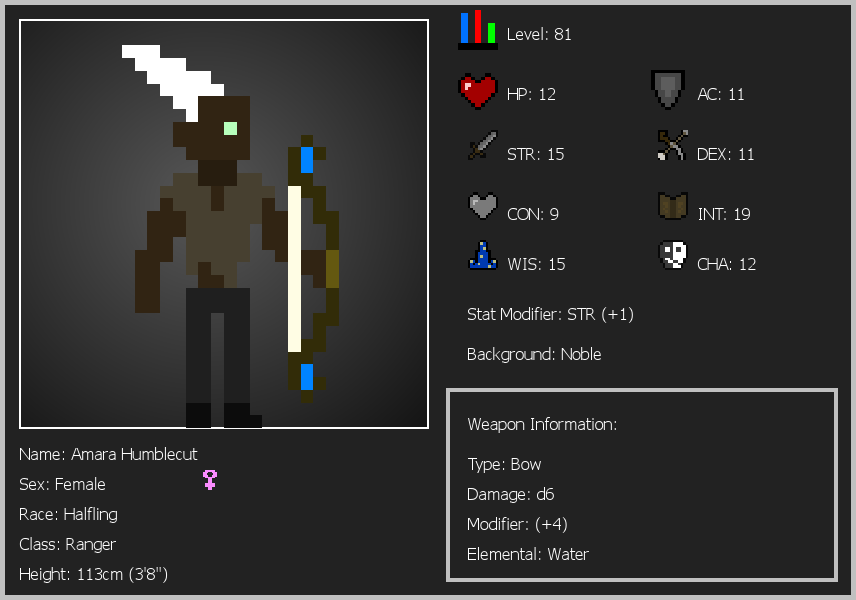 Level: 81
HP: 12
AC: 11
STR: 15
DEX: 11
CON: 9
INT: 19
WIS: 15
CHA: 12
Stat Modifier: STR (+1)
Background: Noble
Weapon Information:
Type: Bow
Damage: d6
Modifier: (+4)
Elemental: Water
Name: Amara Humblecut
Sex: Female
Race: Halfling
Class: Ranger
Height: 113cm (3'8")